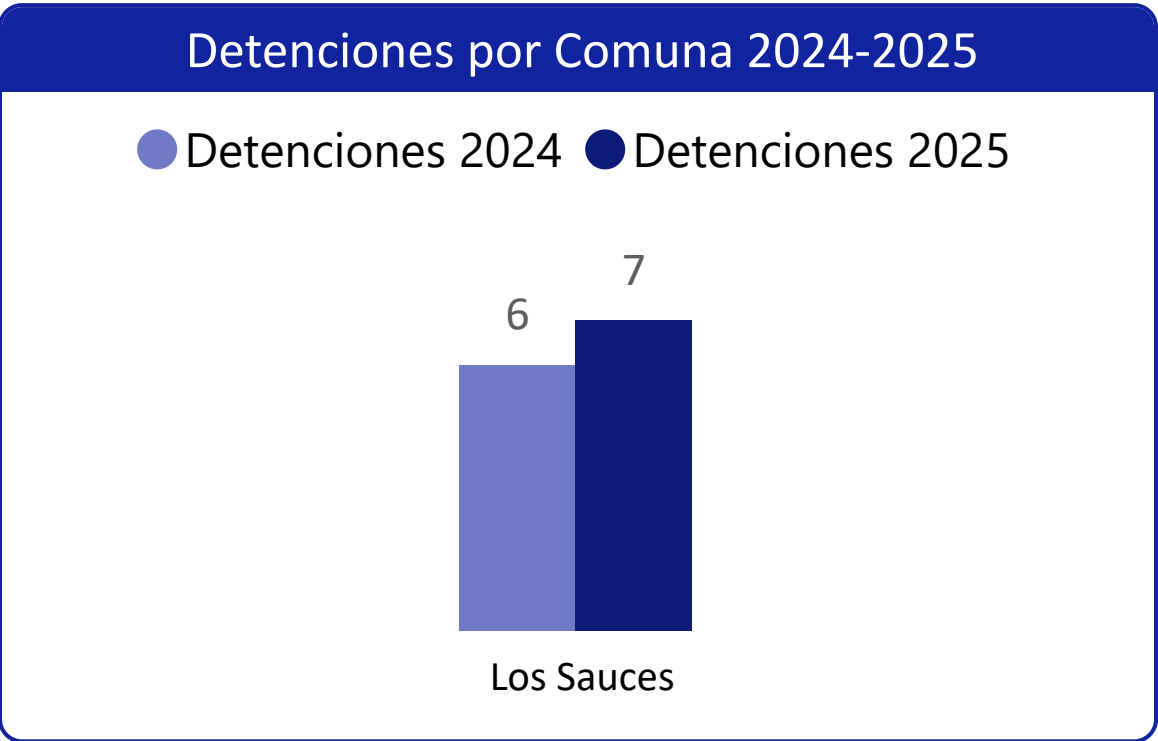 Detenciones por Comuna 2024-2025
Detenciones 2024 Detenciones 2025
7
6
Los Sauces